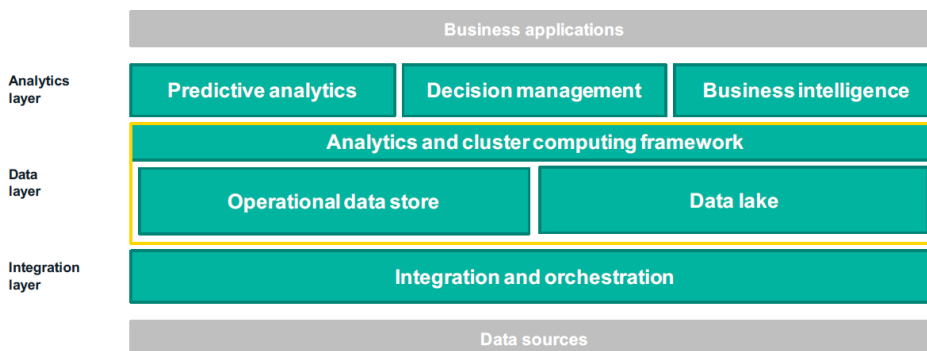 Business applications
Analytics
layer
Predictive analytics
Decision management
Business intelligence
Analytics and cluster computing framework
Data
layer
Operational data store
Data lake
Integration
layer
Integration and orchestration
Data sources